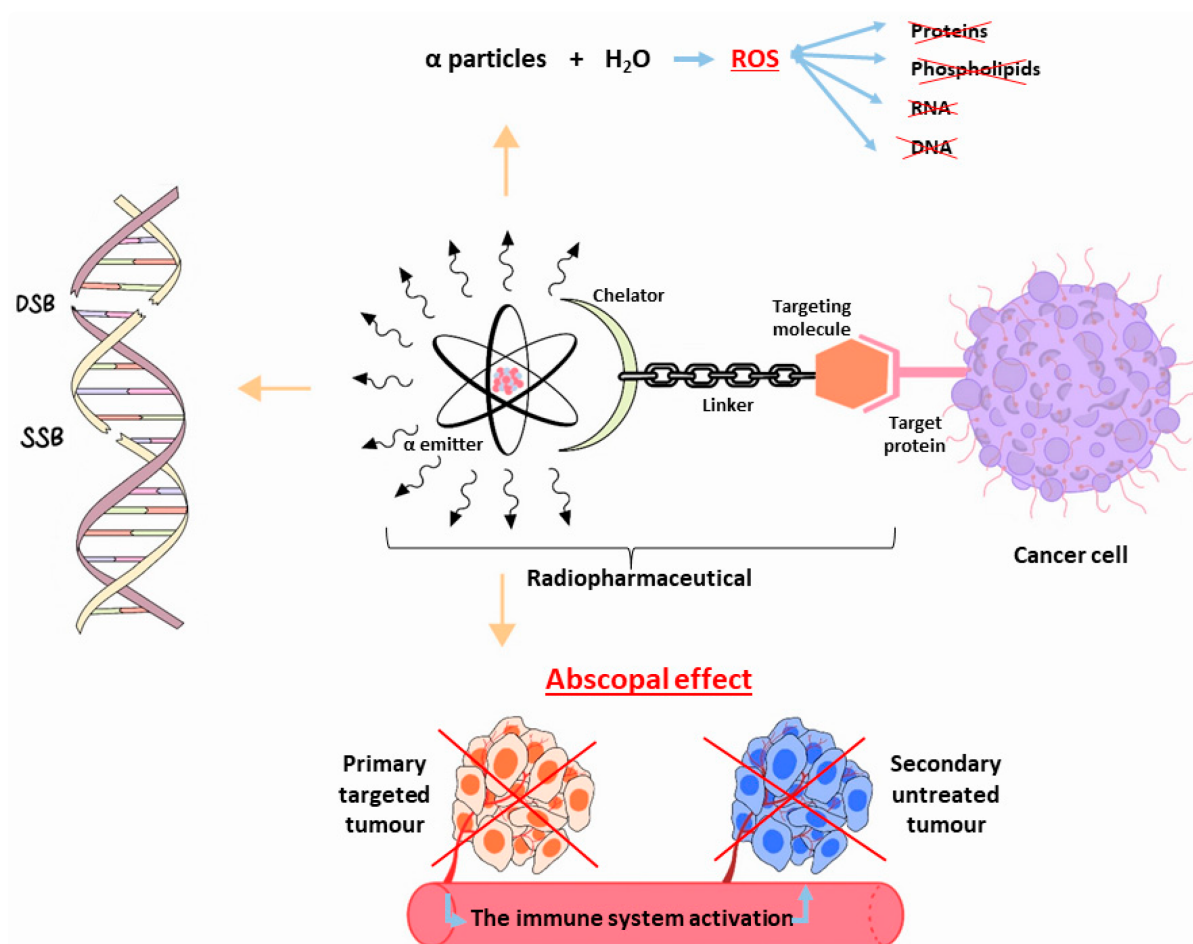 α particles + H₂O ROS
Proteins
Phospholipids
RNA
DNA
DSB
SSB
Chelator
α emitter
Linker
Targeting
molecule
Target
protein
Cancer cell
Radiopharmaceutical
Abscopal effect
Primary
targeted
tumour
Secondary
untreated
tumour
The immune system activation